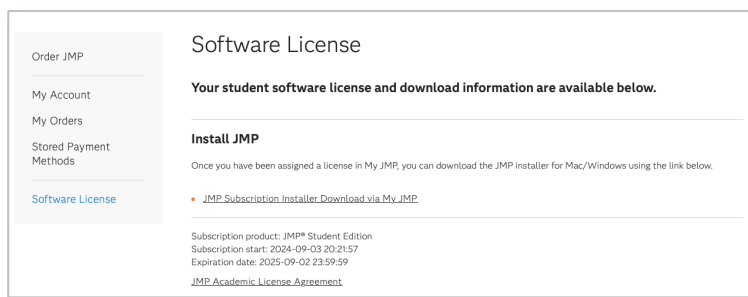 Order JMP
My Account
My Orders
Stored Payment
Methods
Software License
Software License
Your student software license and download information are available below.
Install JMP
Once you have been assigned a license in My JMP, you can download the JMP installer for Mac/Windows using the link below.
• JMP Subscription Installer Download via My JMP
Subscription product: JMP® Student Edition
Subscription start: 2024-09-03 20:21:57
Expiration date: 2025-09-02 23:59:59
JMP Academic License Agreement